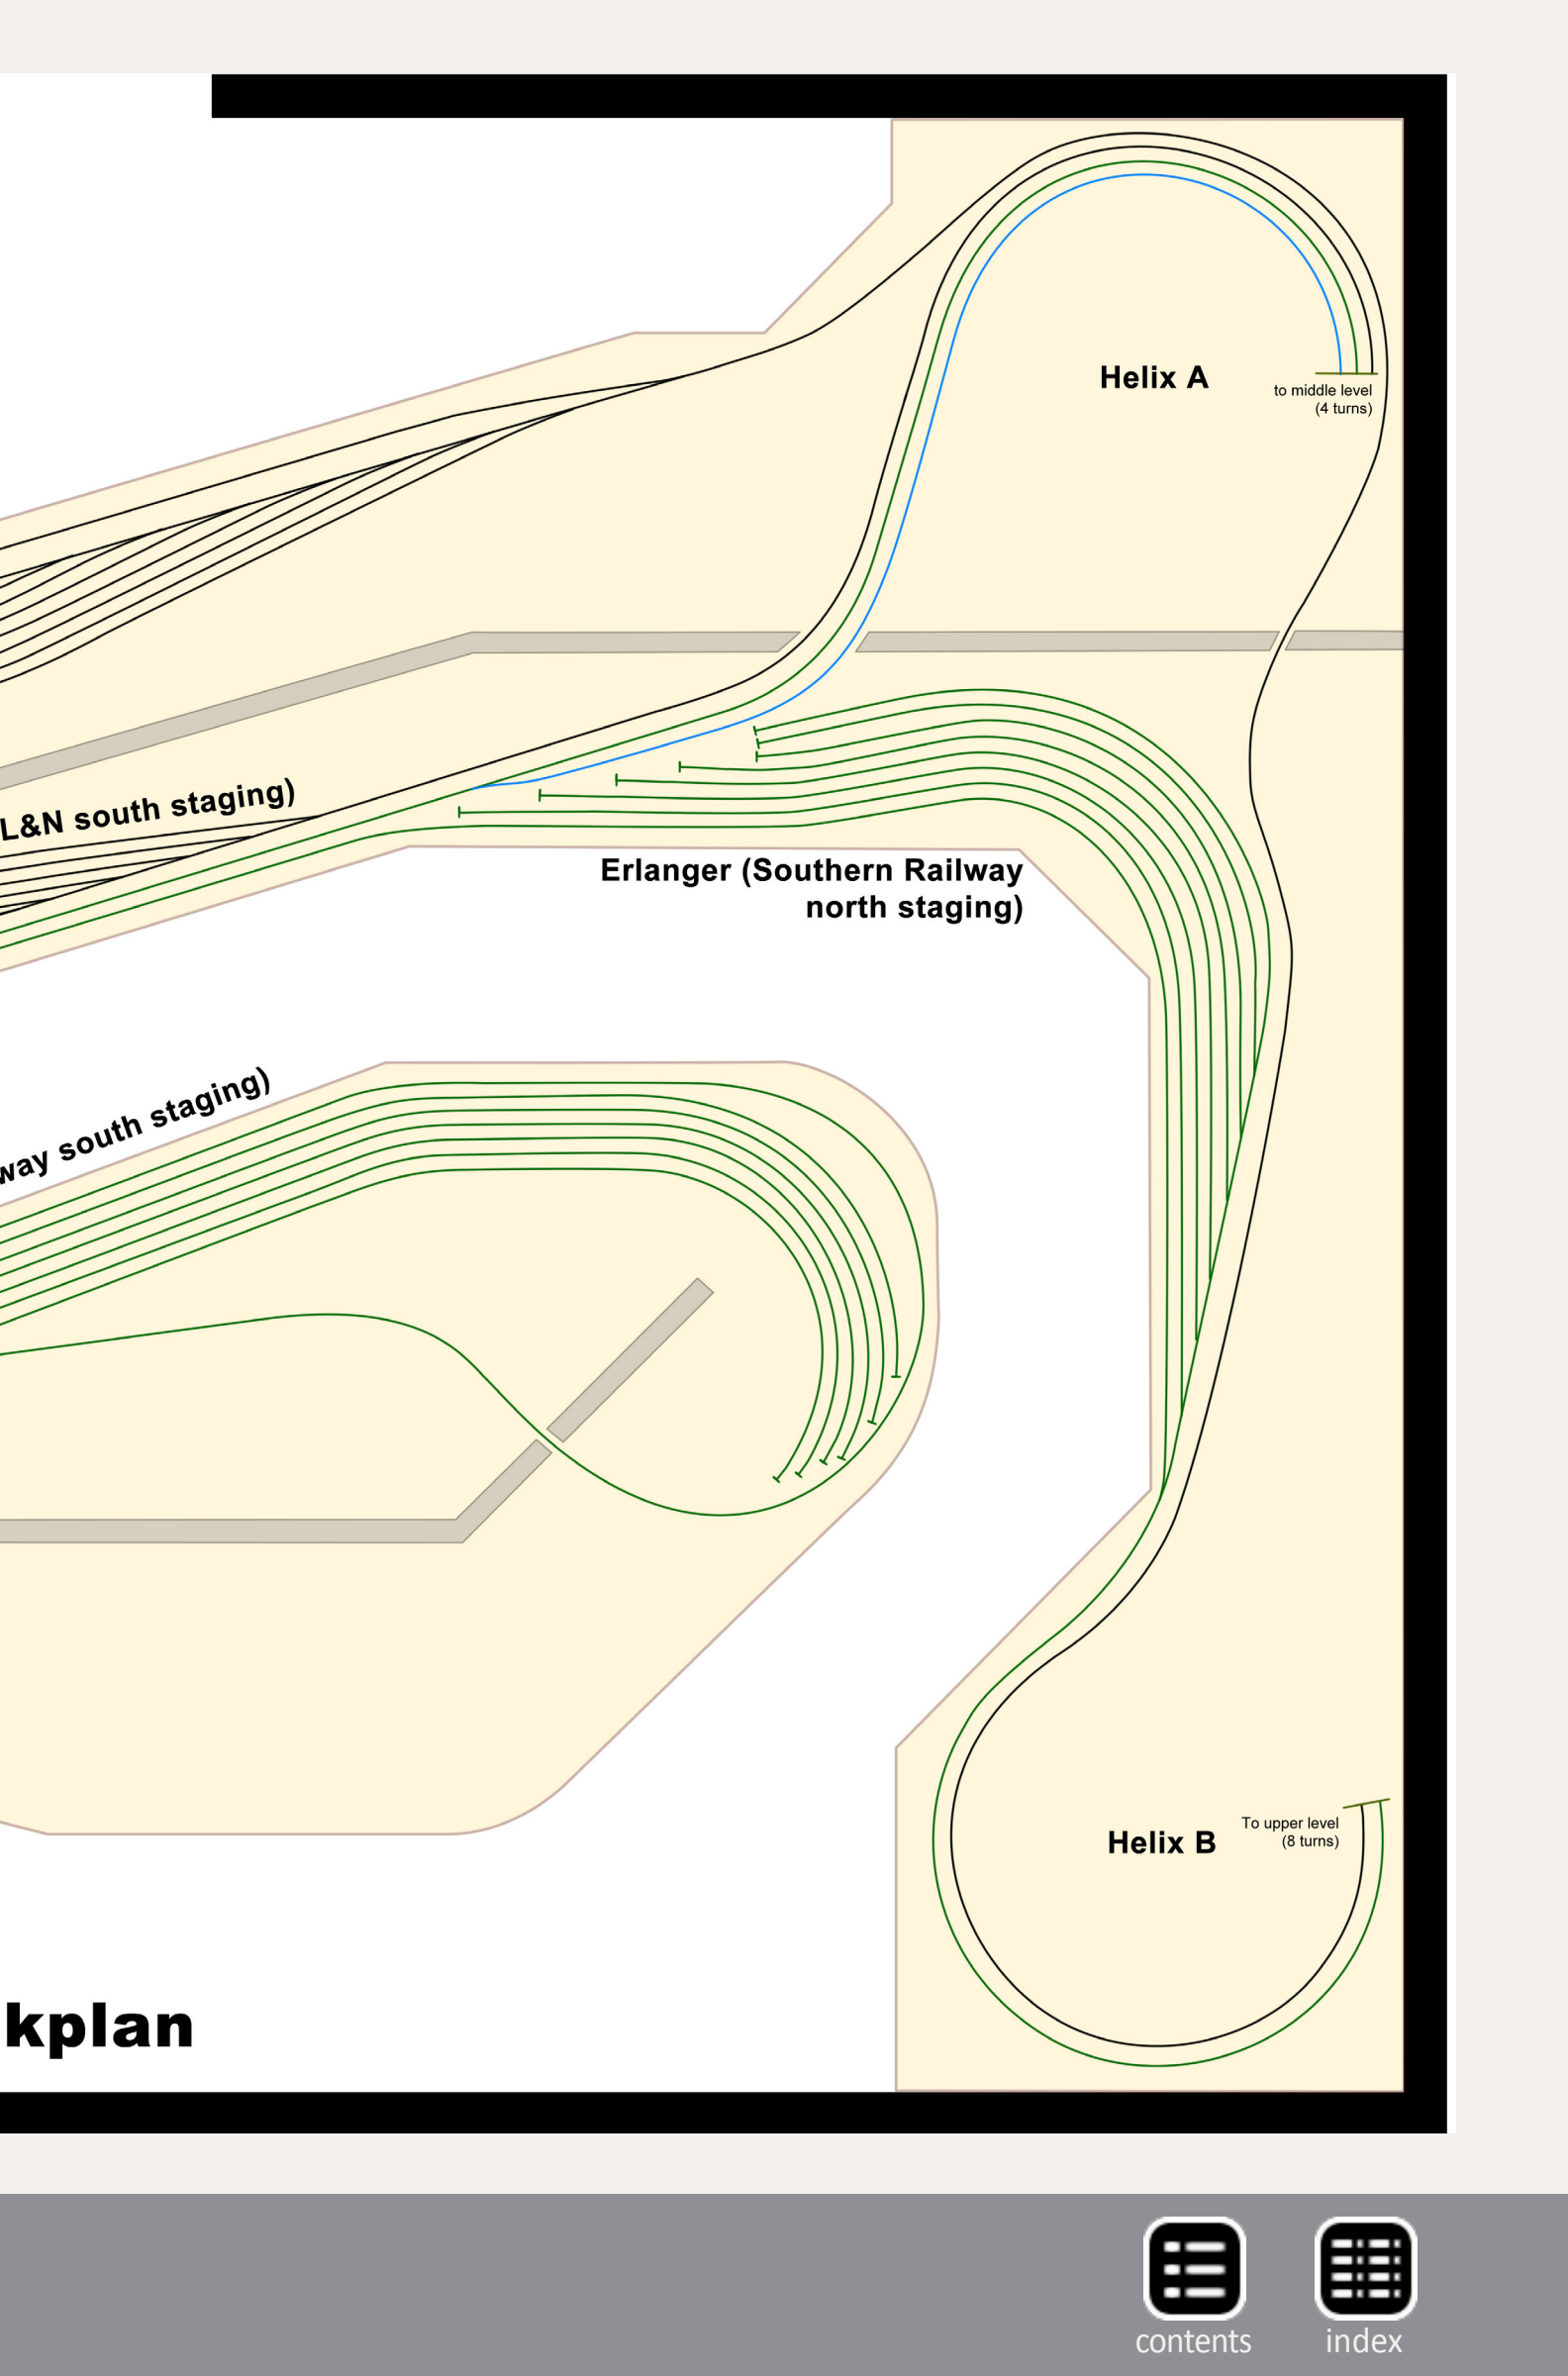 Helix A
to middle level
(4 turns)
L&N south staging)
Erlanger (Southern Railway
north staging)
way south staging)
To upper level
(8 turns)
Helix B
kplan
contents
index